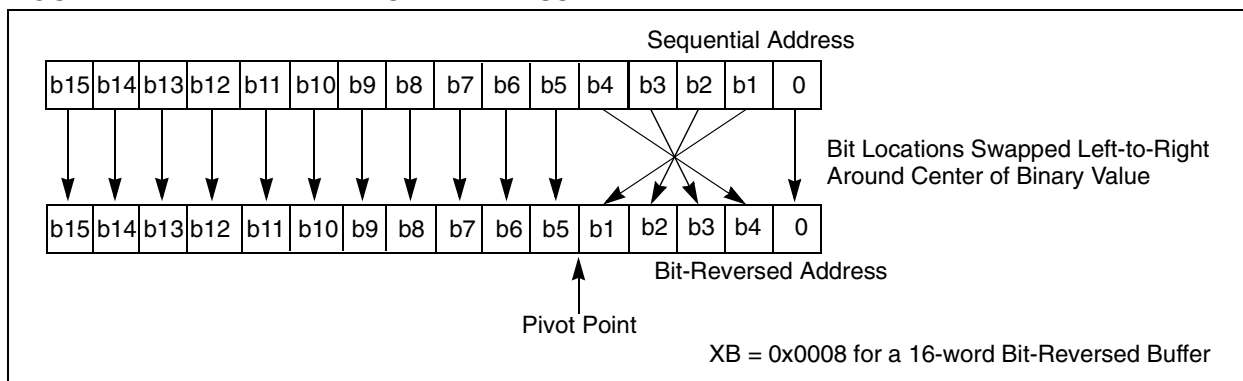 Sequential Address
b15 b14 b13 b12 b11 b10 b9 b8 b7 b6 b5 b4 b3 b2 b1 0
Bit Locations Swapped Left-to-Right
Around Center of Binary Value
b15 b14 b13 b12 b11 b10 b9 b8 b7 b6 b5 b1 b2 b3 b4 0
Bit-Reversed Address
Pivot Point
XB = 0x0008 for a 16-word Bit-Reversed Buffer